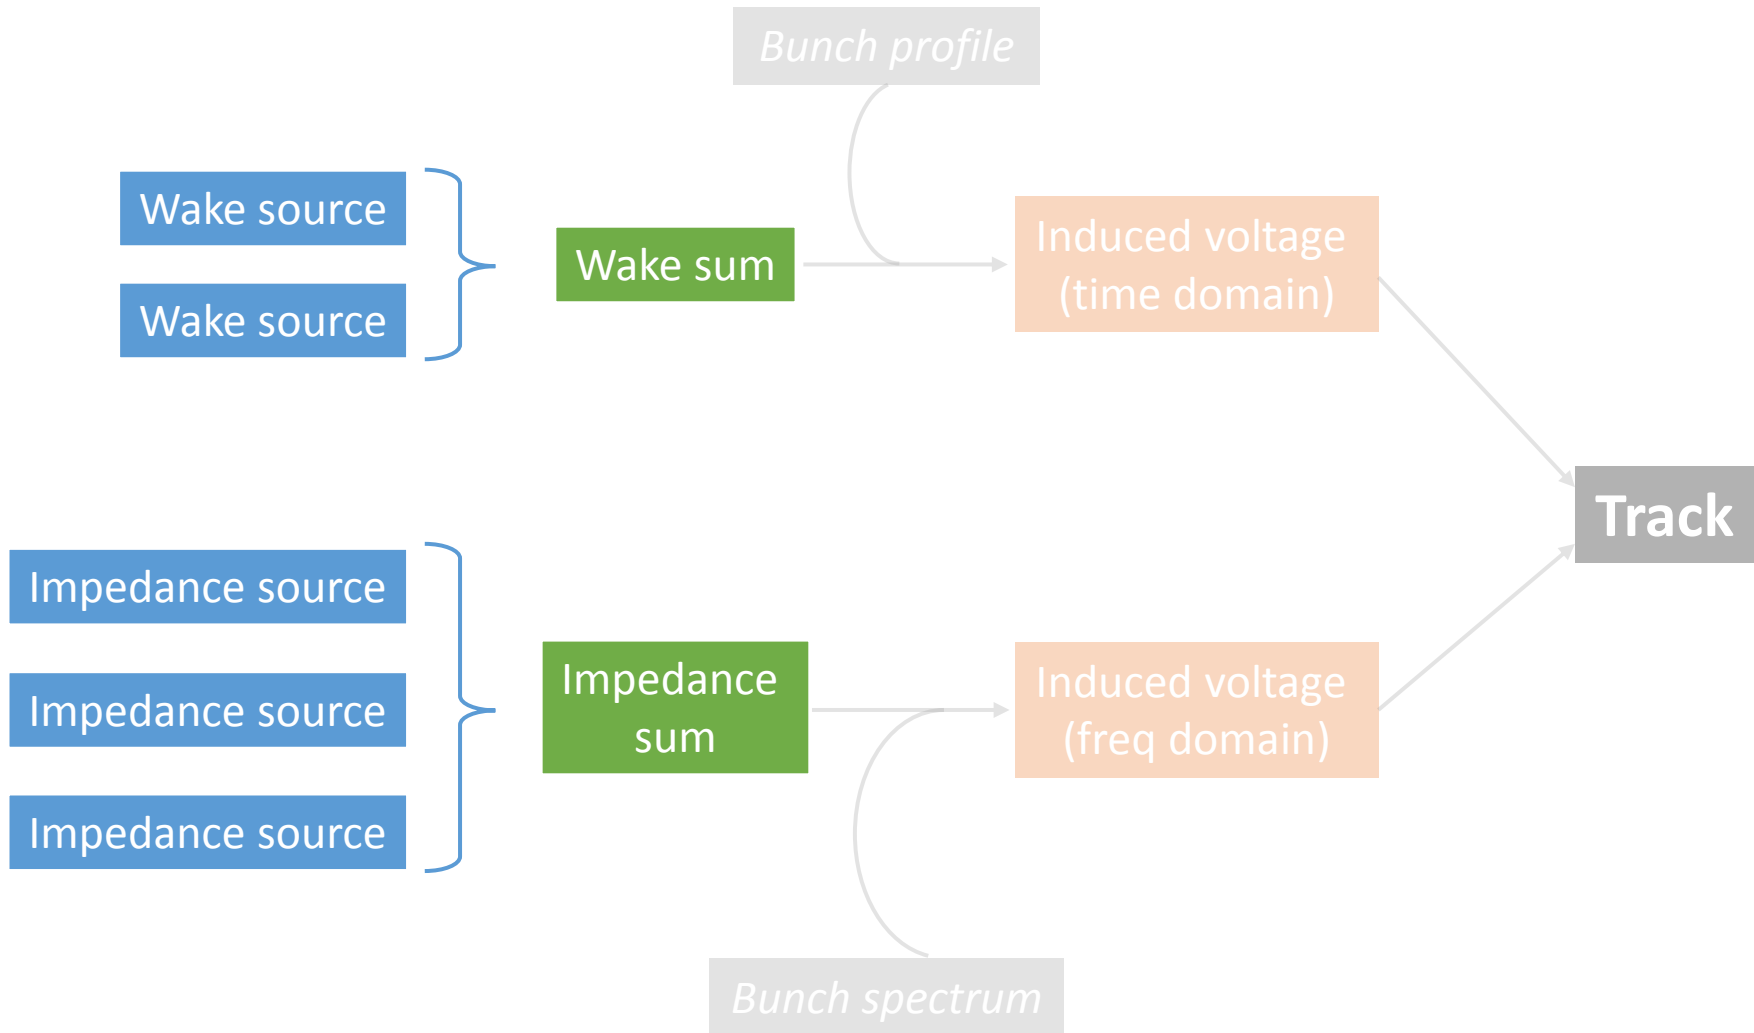 Bunch profile
Wake source
Wake source
Wake sum
Induced voltage
(time domain)
Track
Impedance source
Impedance source
Impedance source
Impedance
sum
Induced voltage
(freq domain)
Bunch spectrum